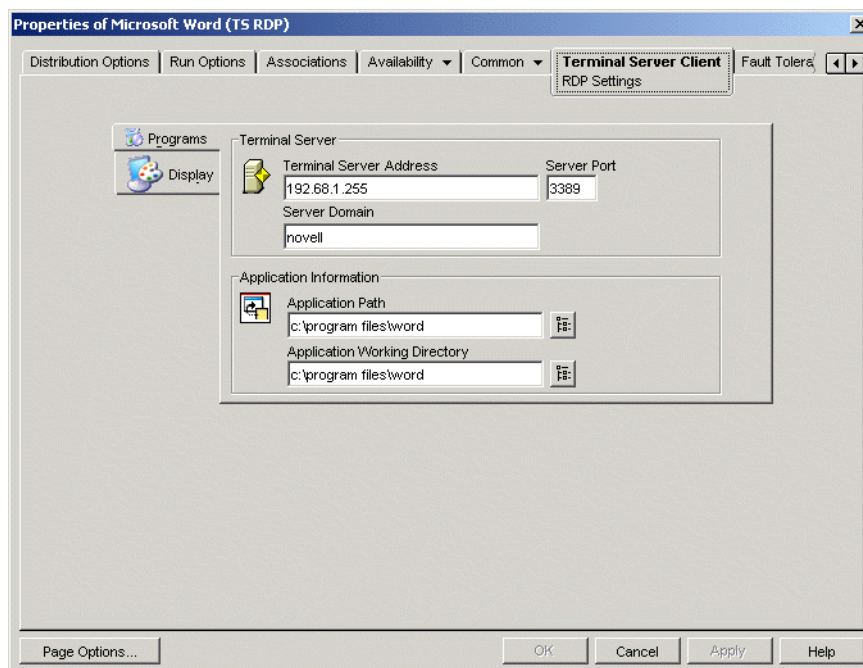 Properties of Microsoft Word (TS RDP)
Distribution Options Run Options Associations Availability Common Terminal Server Client Fault Tolera
RDP Settings
Programs
Display
Terminal Server
Terminal Server Address Server Port
192.68.1.255 3389
Server Domain
novell
Application Information
Application Path
c:\program files\word
Application Working Directory
c:\program files\word
Page Options... OK Cancel Apply Help